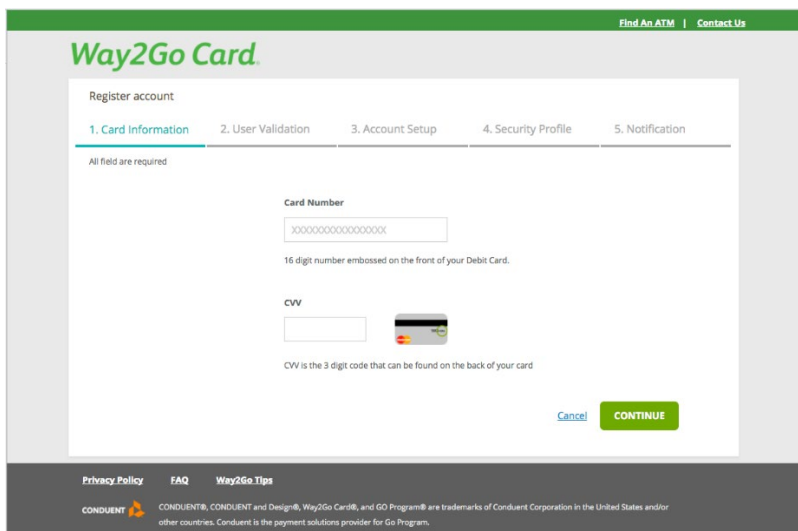 Find An ATM | Contact Us
Way2Go Card.
Register account
1. Card Information 2. User Validation 3. Account Setup 4. Security Profile 5. Notification
All field are required
Card Number
XXXXXXXXXXXXXXXX
16 digit number embossed on the front of your Debit Card.
CVV
CVV is the 3 digit code that can be found on the back of your card
Cancel CONTINUE
Privacy Policy FAQ Way2Go Tips
CONDUENT
CONDUENT®, CONDUENT and Design®, Way2Go Card®, and GO Program® are trademarks of Conduent Corporation in the United States and/or
other countries. Conduent is the payment solutions provider for Go Program.